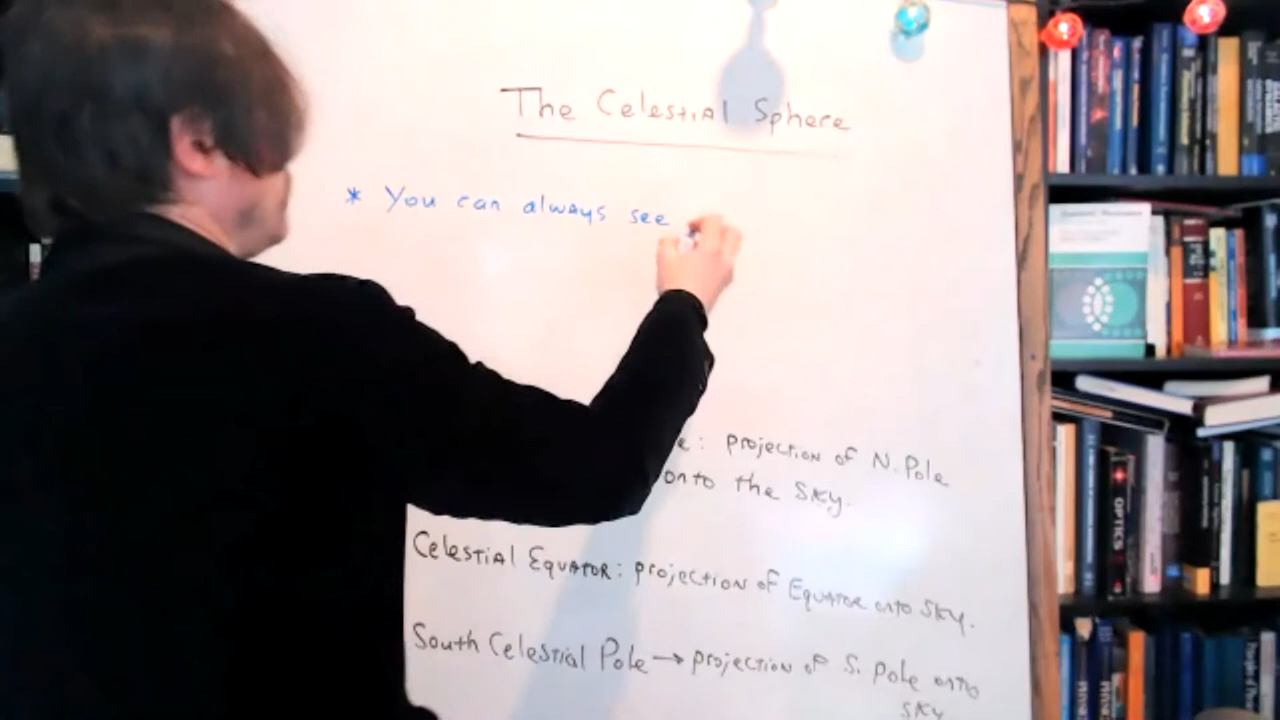 The Celestial Sphere
* You can always see
e: projection of N. Pole
onto the Sky.
Celestial Equator: projection of Equator onto Sky.
South Celestial Pole → projection of S. pole onto
sky
OPTICS